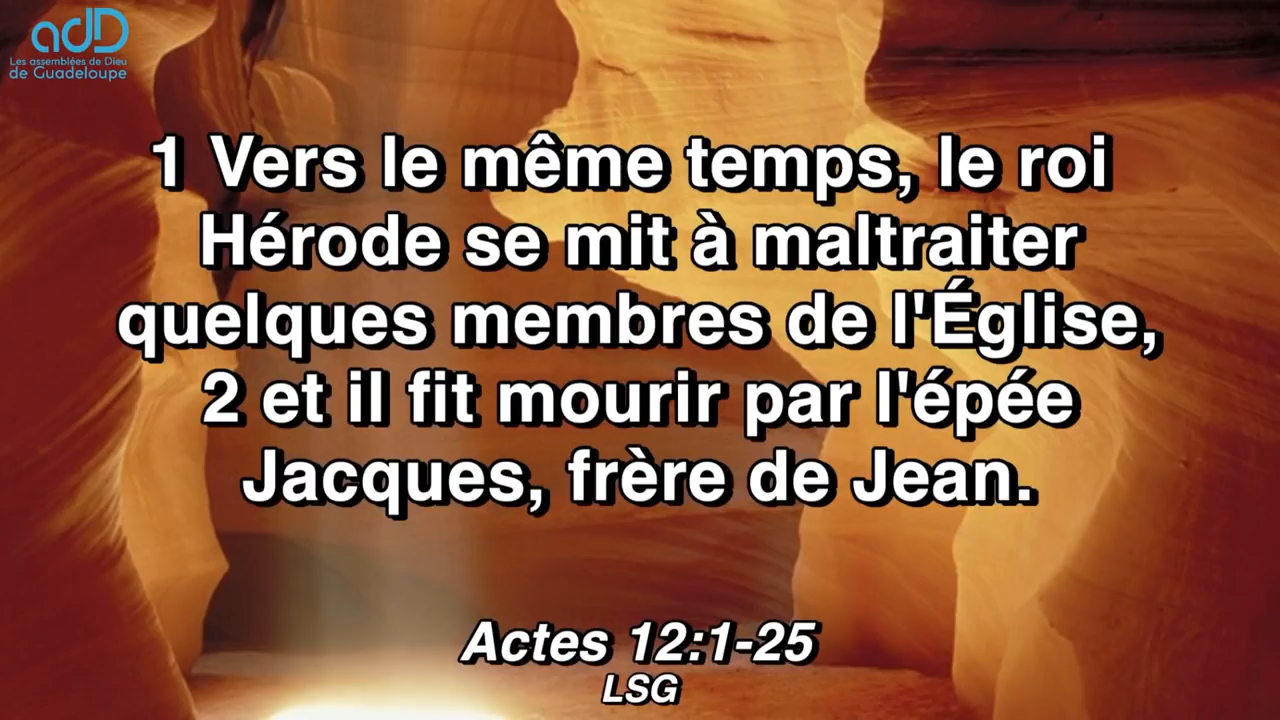 adD
Les assemblées de Dieu
de Guadeloupe
1 Vers le même temps, le roi
Hérode se mit à maltraiter
quelques membres de l'Église,
2 et il fit mourir par l'épée
Jacques, frère de Jean.
Actes 12:1-25
LSG